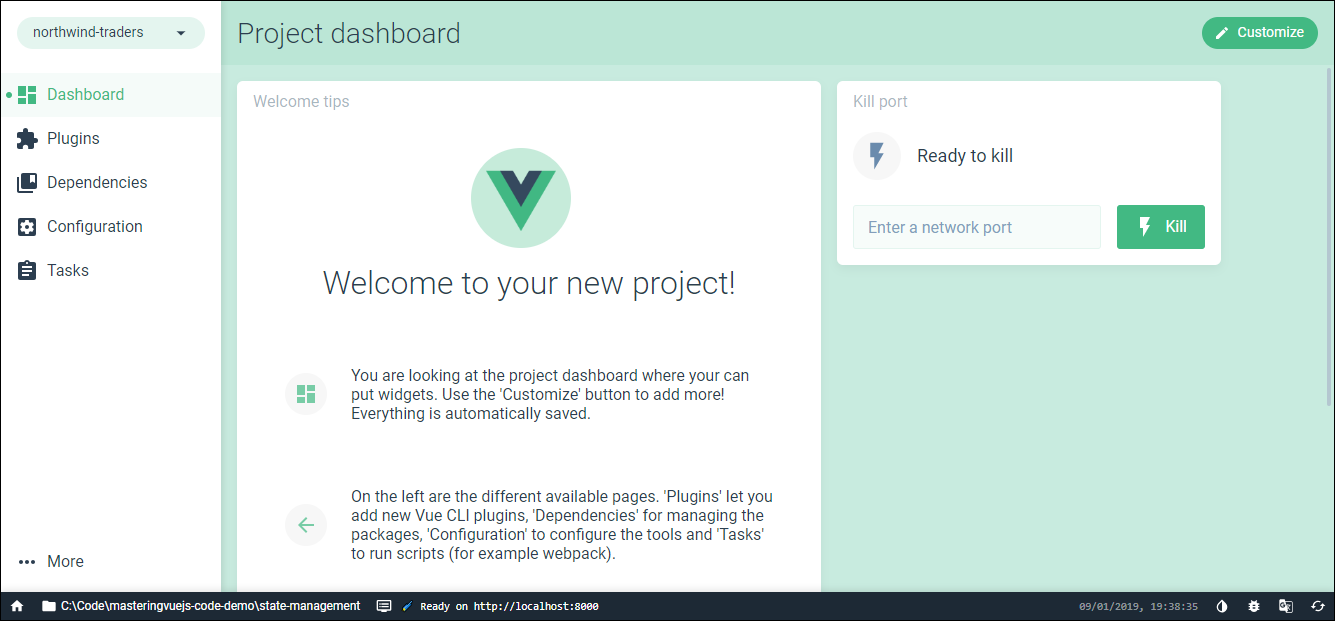 northwind-traders
Dashboard
Plugins
Dependencies
Configuration
Tasks
More
Project dashboard
Customize
Welcome tips
Welcome to your new project!
You are looking at the project dashboard where your can
put widgets. Use the 'Customize' button to add more!
Everything is automatically saved.
On the left are the different available pages. 'Plugins' let you
add new Vue CLI plugins, 'Dependencies' for managing the
packages, 'Configuration' to configure the tools and 'Tasks'
to run scripts (for example webpack).
Kill port
Ready to kill
Enter a network port
Kill
C:\Code\masteringvuejs-code-demo\state-management
Ready on http://localhost:8000
09/01/2019, 19:38:35